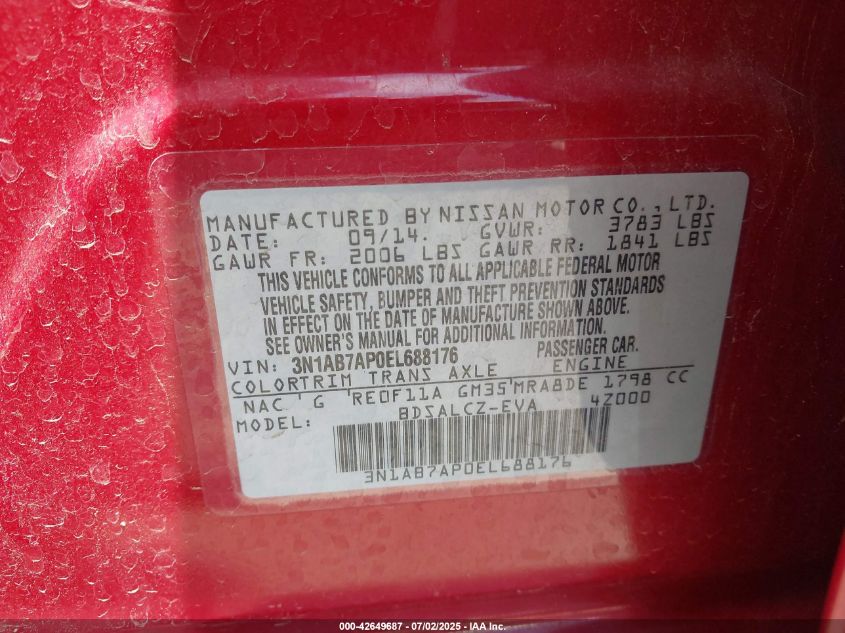 MANUFACTURED BY NISSAN MOTOR CO., LTD.
DATE: 09/14. GVWR: 3783 LBS
GAWR FR: 2006 LBS GAWR RR: 1841 LBS
THIS VEHICLE CONFORMS TO ALL APPLICABLE FEDERAL MOTOR
VEHICLE SAFETY, BUMPER AND THEFT PREVENTION STANDARDS
IN EFFECT ON THE DATE OF MANUFACTURE SHOWN ABOVE.
SEE OWNER'S MANUAL FOR ADDITIONAL INFORMATION.
VIN: 3N1AB7AP0EL688176 PASSENGER CAR.
COLORTRIM TRANS AXLE ENGINE
NAC 'G 'RE0F11A GM35'MRA8DE 1798 CC
MODEL: BDSALCZ-EVA 4Z000
3N1AB7AP0EL688176
000-42649687 - 07/02/2025 - IAA Inc.